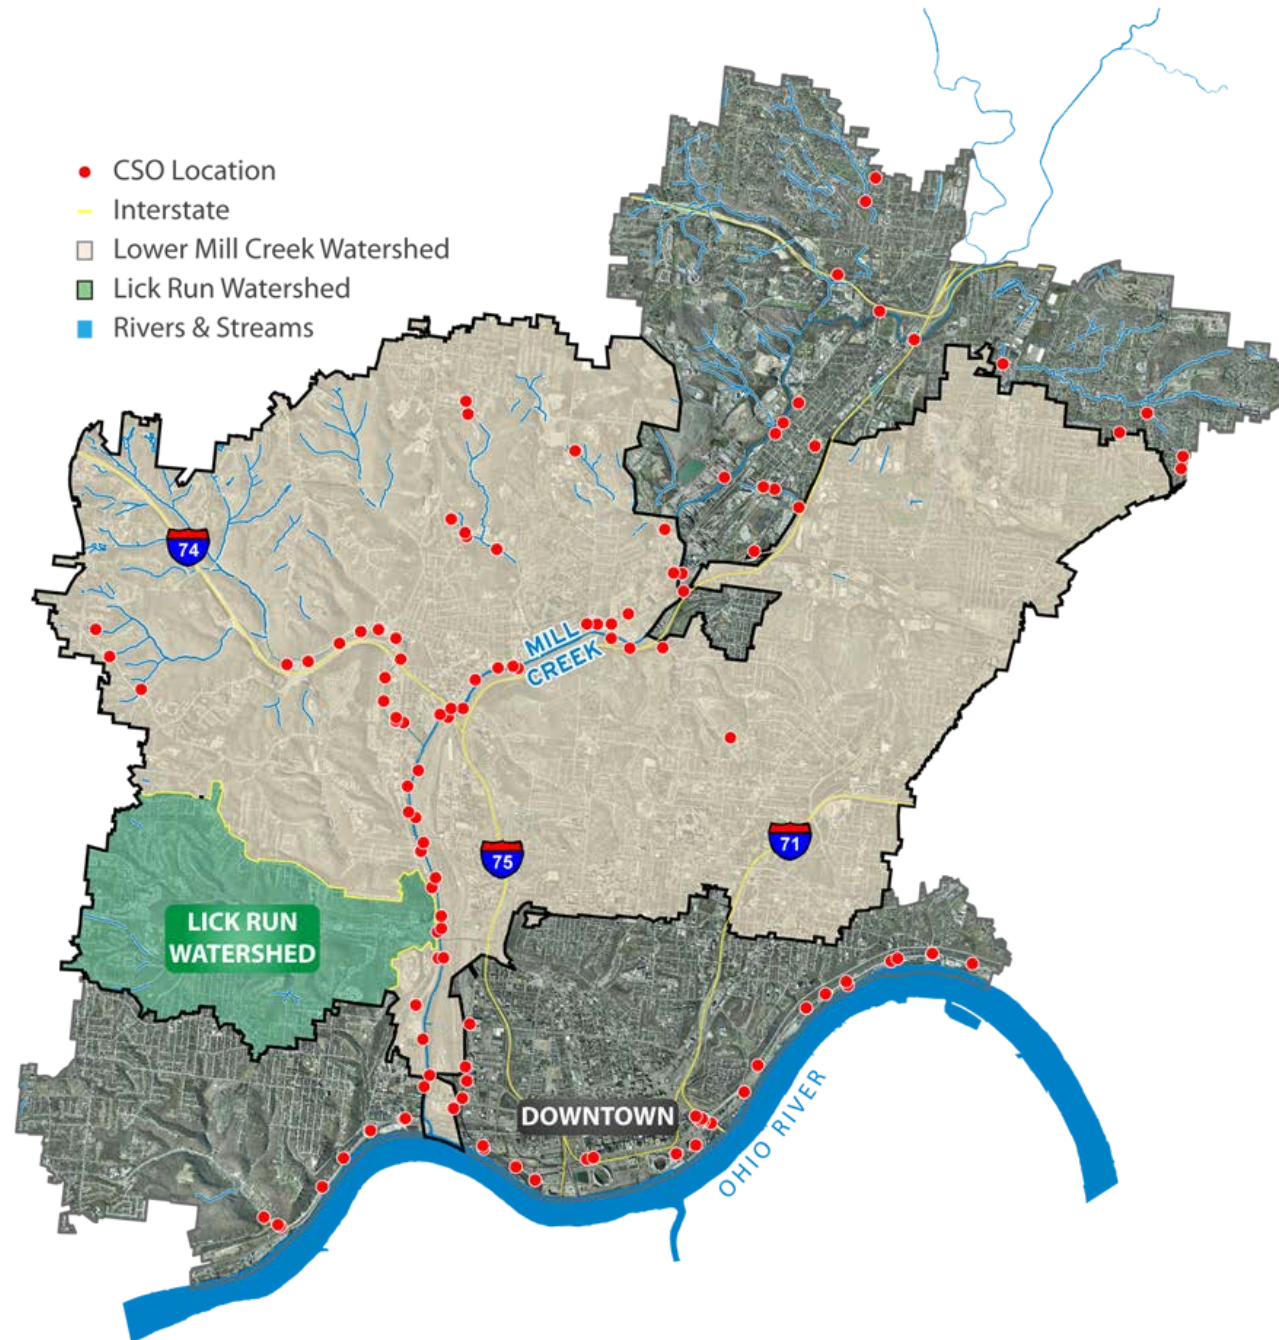 CSO Location
Interstate
Lower Mill Creek Watershed
Lick Run Watershed
Rivers & Streams
74
MILL
CREEK
71
75
LICK RUN
WATERSHED
DOWNTOWN
OHIO RIVER